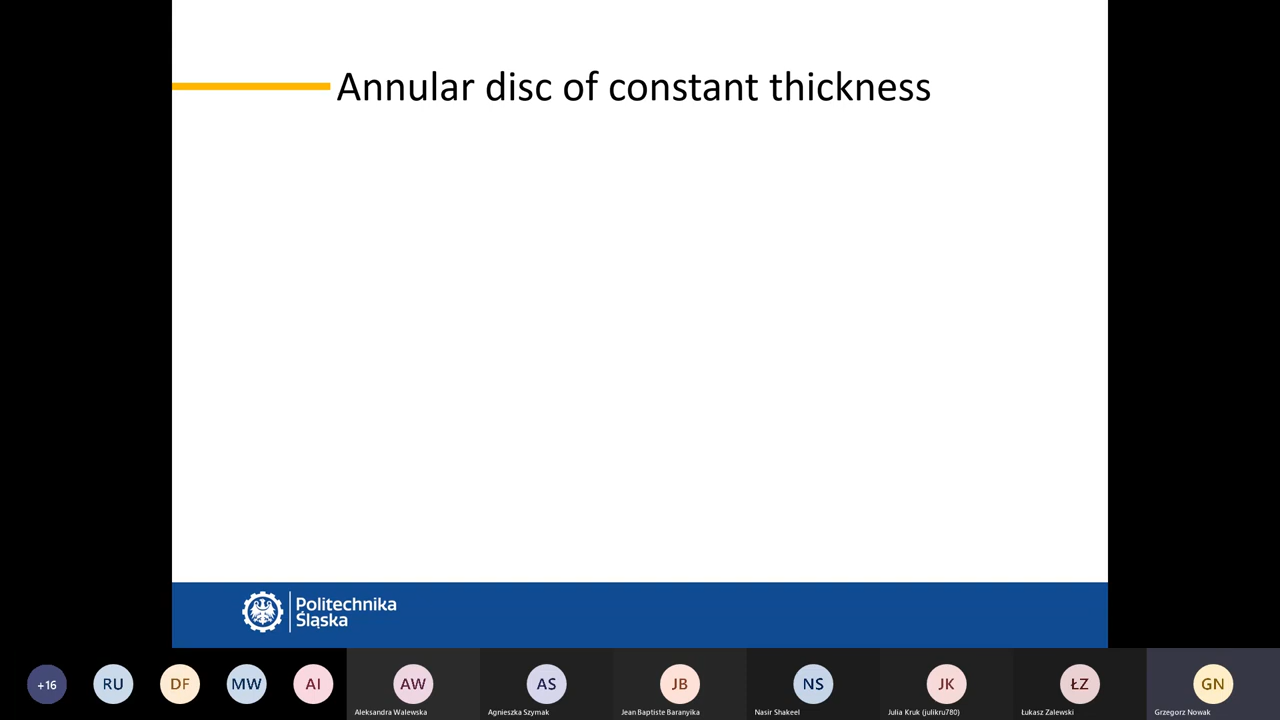 Annular disc of constant thickness
Politechnika
Śląska
+16
RU
DF
MW
AI
AW
AS
JB
NS
JK
ŁZ
GN
Aleksandra Walewska
Agnieszka Szymak
Jean Baptiste Baranyika
Nasir Shakeel
Julia Kruk (julikru780)
Łukasz Zalewski
Grzegorz Nowak